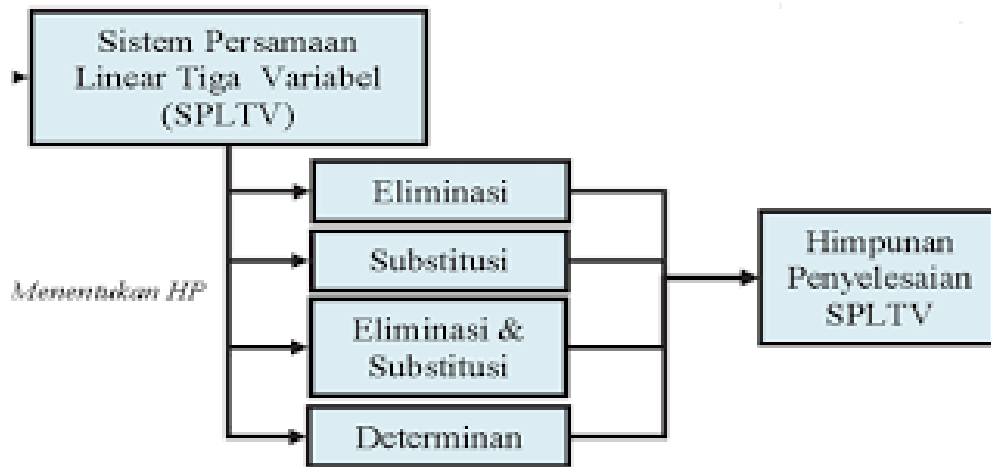 Sistem Persamaan
Linear Tiga Variabel
(SPLTV)
Eliminasi
Substitusi
Menentukan HP
Eliminasi &
Substitusi
Determinan
Himpunan
Penyelesaian
SPLTV